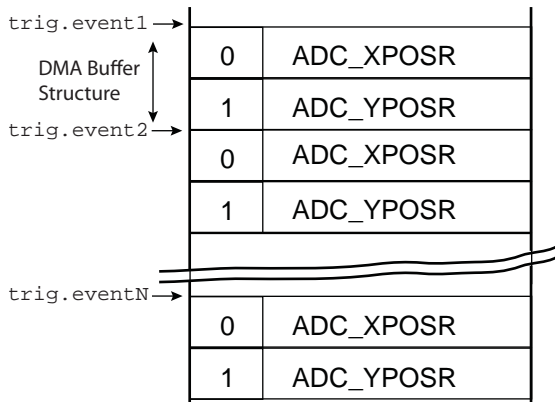 trig.event1
0 ADC_XPOSR
DMA Buffer
Structure
1 ADC_YPOSR
trig.event2
0 ADC_XPOSR
1 ADC_YPOSR
trig.eventN
0 ADC_XPOSR
1 ADC_YPOSR